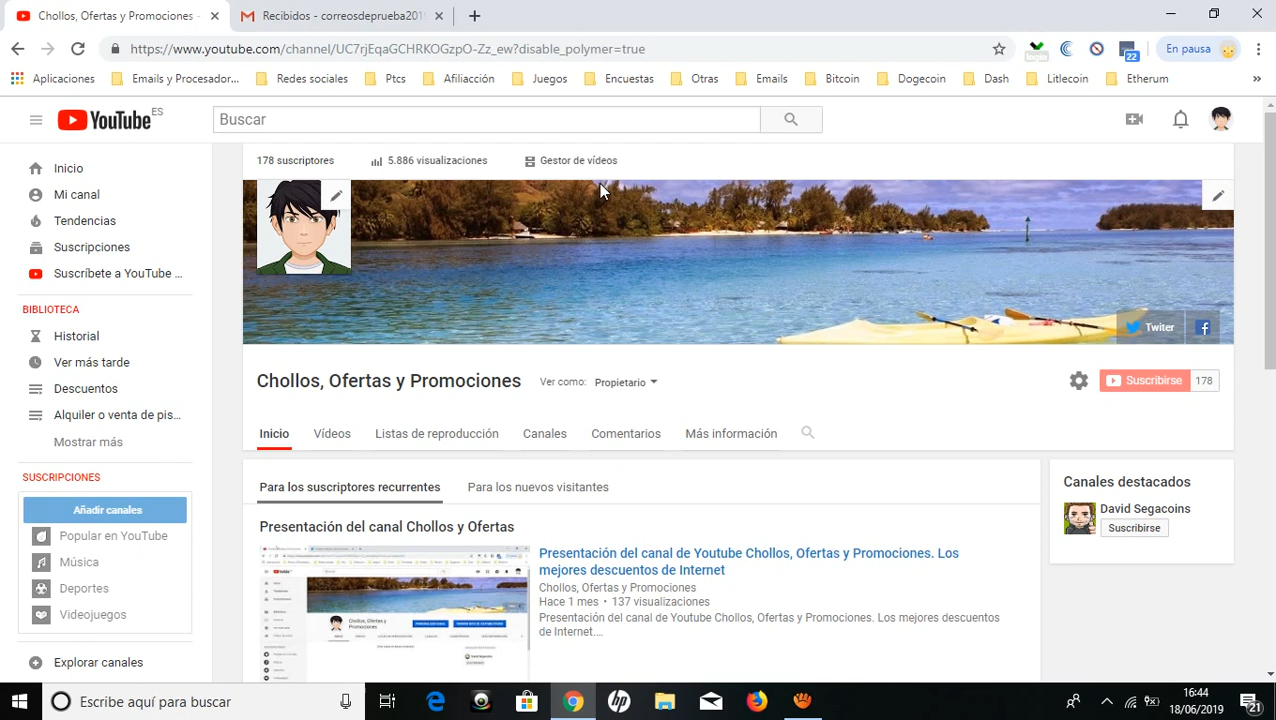 Chollos, Ofertas y Promociones -
Recibidos - correosdeprueba201
https://www.youtube.com/channel/UC7rjEqaGCHRKOGzpO-Zz_ew?disable_polymer=true
22
En pausa
Aplicaciones
Emails y Procesador...
Redes sociales
Ptcs
Afiliacción
Juegos
Encuestas
Otros
Emails
Bitcoin
Dogecoin
Dash
Litlecoin
Etherum
»
YouTube ES
Buscar
178 suscriptores
5.886 visualizaciones
Gestor de vídeos
Inicio
Mi canal
Tendencias
Suscripciones
Suscríbete a YouTube ...
BIBLIOTECA
Historial
Ver más tarde
Descuentos
Alquiler o venta de pis...
Mostrar más
SUSCRIPCIONES
Añadir canales
Popular en YouTube
Música
Deportes
Videojuegos
Explorar canales
Twiter
Chollos, Ofertas y Promociones
Ver como:
Propietario
Suscribirse
178
Inicio
Vídeos
Listas de reproducción
Canales
Comentarios
Más información
Para los suscriptores recurrentes
Para los nuevos visitantes
Presentación del canal Chollos y Ofertas
Presentación del canal de Youtube Chollos, Ofertas y Promociones. Los
mejores descuentos de Internet
Chollos, Ofertas y Promociones
Hace 1 mes • 137 visualizaciones
Presentación del canal de Youtube Chollos, Ofertas y Promociones.Los mejores descuentos
de Internet....
Canales destacados
David Segacoins
Suscribirse
Escribe aquí para buscar
16:44
18/06/2019
21